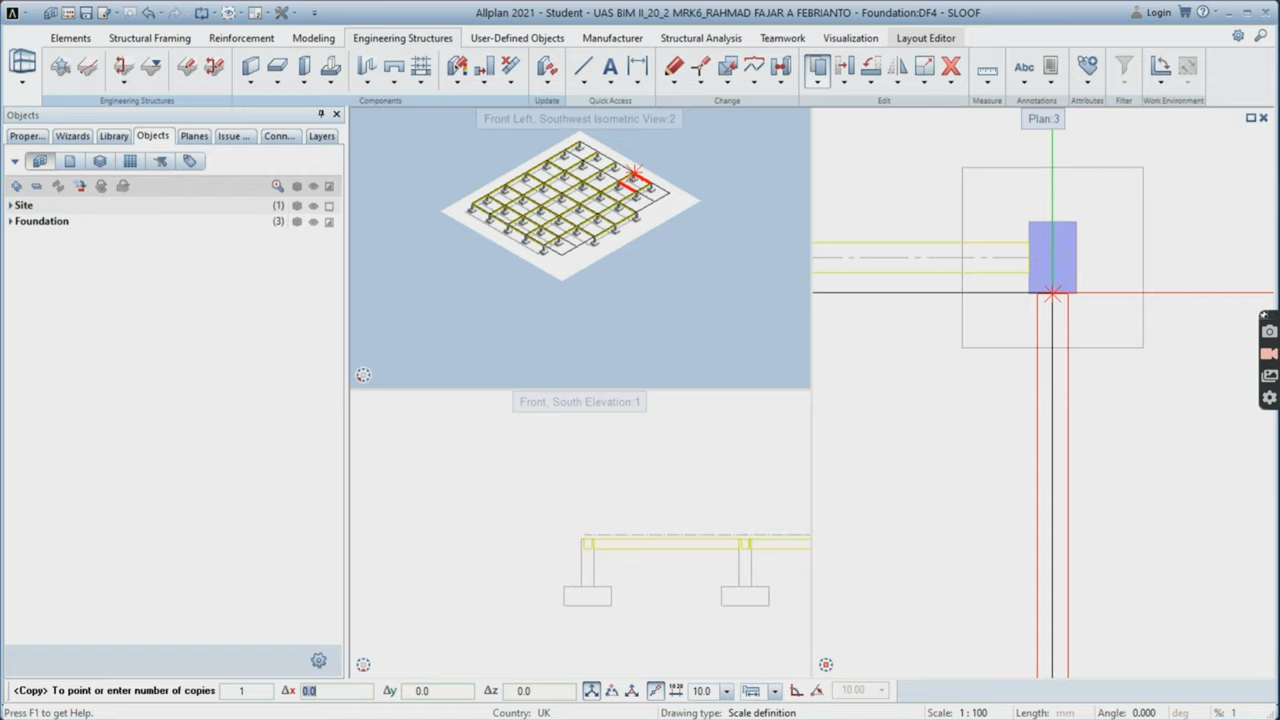 Allplan 2021 - Student - UAS BIM II_20_2 MRK6_RAHMAD FAJAR A FEBRIANTO - Foundation:DF4 - SLOOF
Login
Elements Structural Framing Reinforcement Modeling Engineering Structures User-Defined Objects Manufacturer Structural Analysis Teamwork Visualization Layout Editor
Abc
Engineering Structures Components Update Quick Access Change Edit Measure Annotations Attributes Filter Work Environment
Objects
Proper... Wizards Library Objects Planes Issue ... Conn... Layers
Site (1)
Foundation (3)
Front Left, Southwest Isometric View:2
Plan:3
Front, South Elevation:1
<Copy> To point or enter number of copies 1 Δx 0.0 Δy 0.0 Δz 0.0 10.0 10.00
Press F1 to get Help. Country: UK Drawing type: Scale definition Scale: 1 : 100 Length: mm Angle: 0.000 deg %: 1